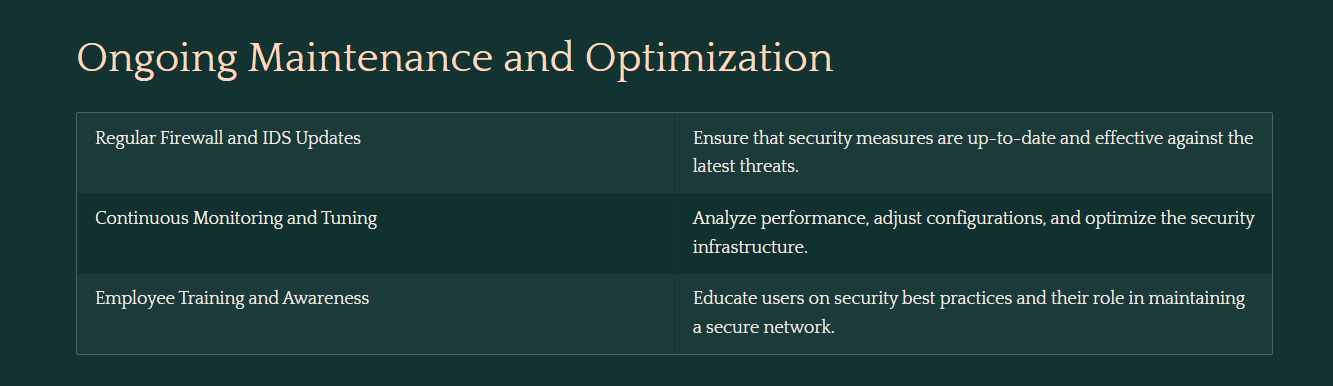 Ongoing Maintenance and Optimization
Regular Firewall and IDS Updates
Ensure that security measures are up-to-date and effective against the
latest threats.
Continuous Monitoring and Tuning
Analyze performance, adjust configurations, and optimize the security
infrastructure.
Employee Training and Awareness
Educate users on security best practices and their role in maintaining
a secure network.